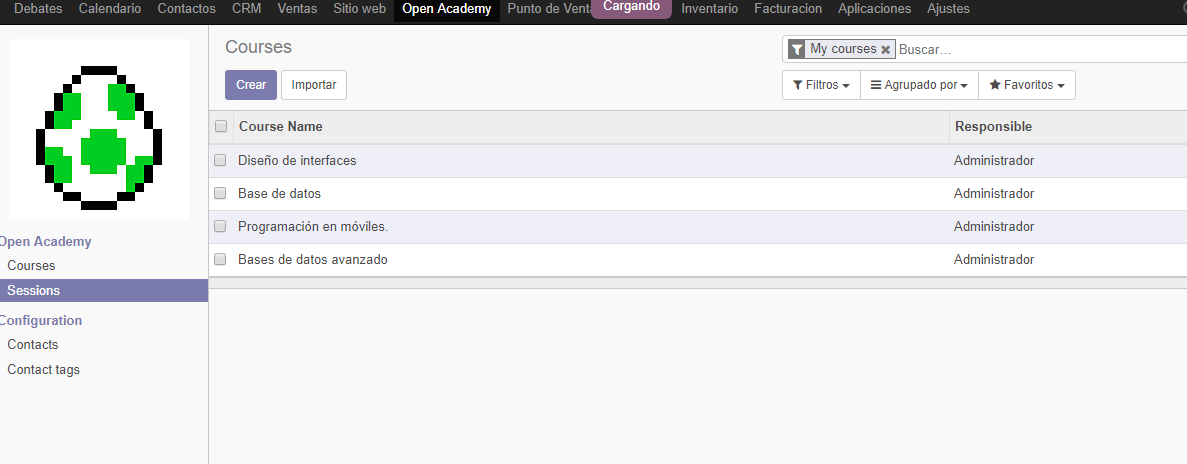 Debates Calendario Contactos CRM Ventas Sitio web Open Academy Punto de Venta Cargando Inventario Facturacion Aplicaciones Ajustes
Courses
My courses Buscar...
Crear Importar
Filtros Agrupado por Favoritos
Course Name Responsible
Diseño de interfaces Administrador
Base de datos Administrador
Programación en móviles. Administrador
Bases de datos avanzado Administrador
Open Academy
Courses
Sessions
Configuration
Contacts
Contact tags